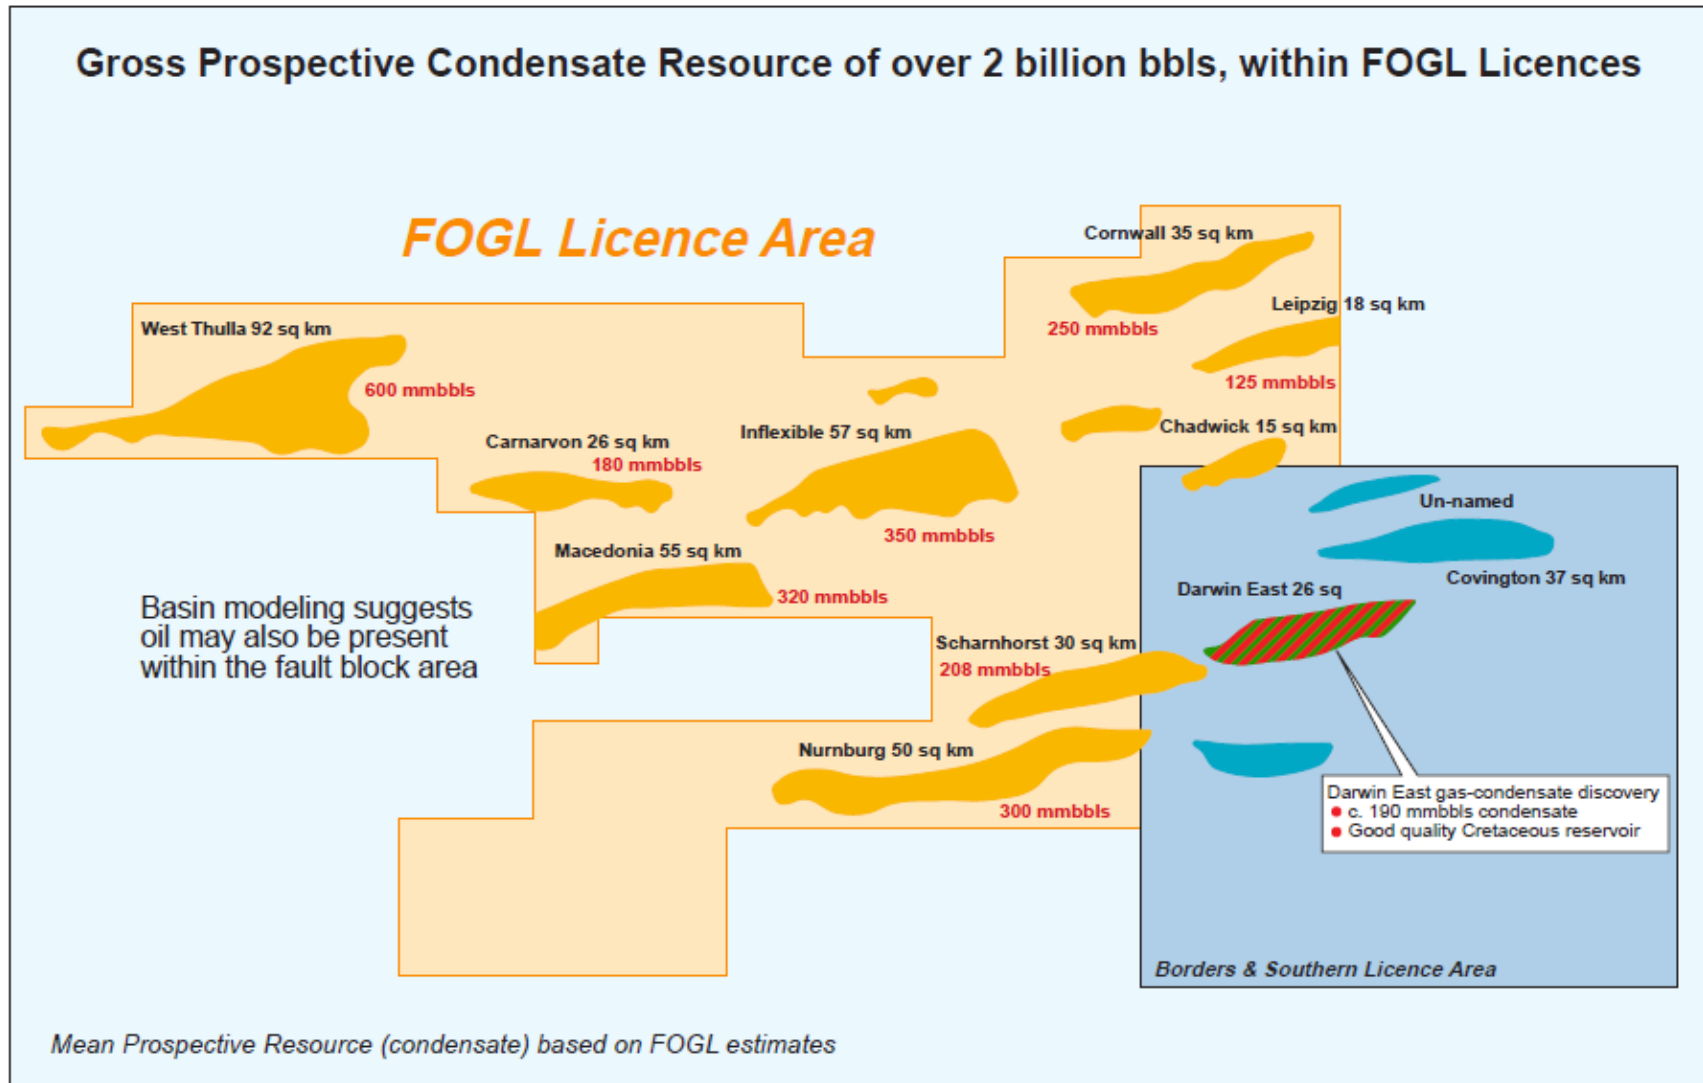 Gross Prospective Condensate Resource of over 2 billion bbls, within FOGL Licences
FOGL Licence Area
Cornwall 35 sq km
250 mmbbls
Leipzig 18 sq km
125 mmbbls
West Thulla 92 sq km
600 mmbbls
Carnarvon 26 sq km
180 mmbbls
Inflexible 57 sq km
350 mmbbls
Chadwick 15 sq km
Un-named
Covington 37 sq km
Macedonia 55 sq km
320 mmbbls
Darwin East 26 sq
Basin modeling suggests
oil may also be present
within the fault block area
Scharnhorst 30 sq km
208 mmbbls
Nurnburg 50 sq km
300 mmbbls
Darwin East gas-condensate discovery
• c. 190 mmbbls condensate
• Good quality Cretaceous reservoir
Borders & Southern Licence Area
Mean Prospective Resource (condensate) based on FOGL estimates